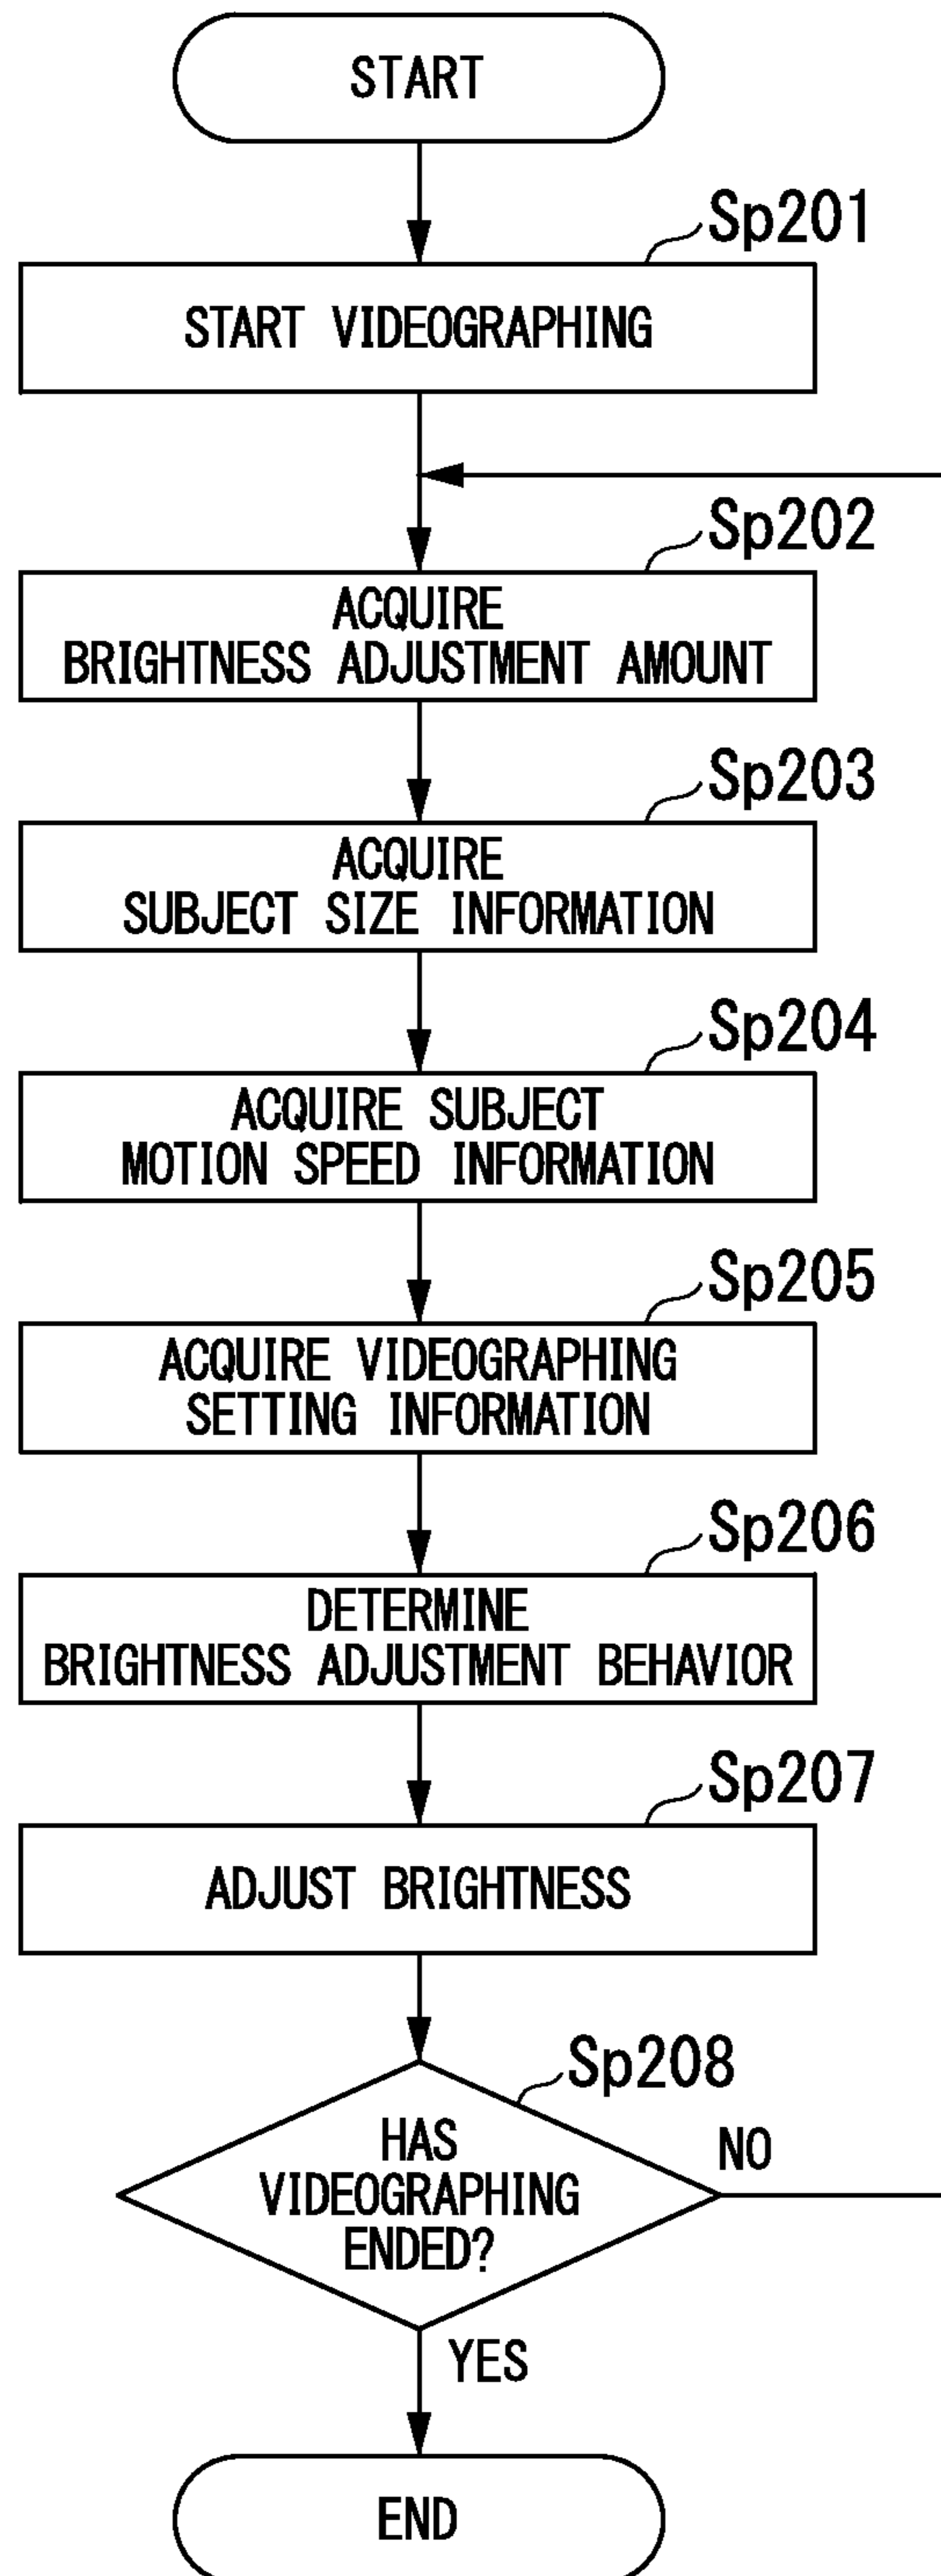 START
Sp201
START VIDEOGRAPHING
Sp202
ACQUIRE
BRIGHTNESS ADJUSTMENT AMOUNT
Sp203
ACQUIRE
SUBJECT SIZE INFORMATION
Sp204
ACQUIRE SUBJECT
MOTION SPEED INFORMATION
Sp205
ACQUIRE VIDEOGRAPHING
SETTING INFORMATION
Sp206
DETERMINE
BRIGHTNESS ADJUSTMENT BEHAVIOR
Sp207
ADJUST BRIGHTNESS
Sp208
HAS
VIDEOGRAPHING
ENDED?
NO
YES
END